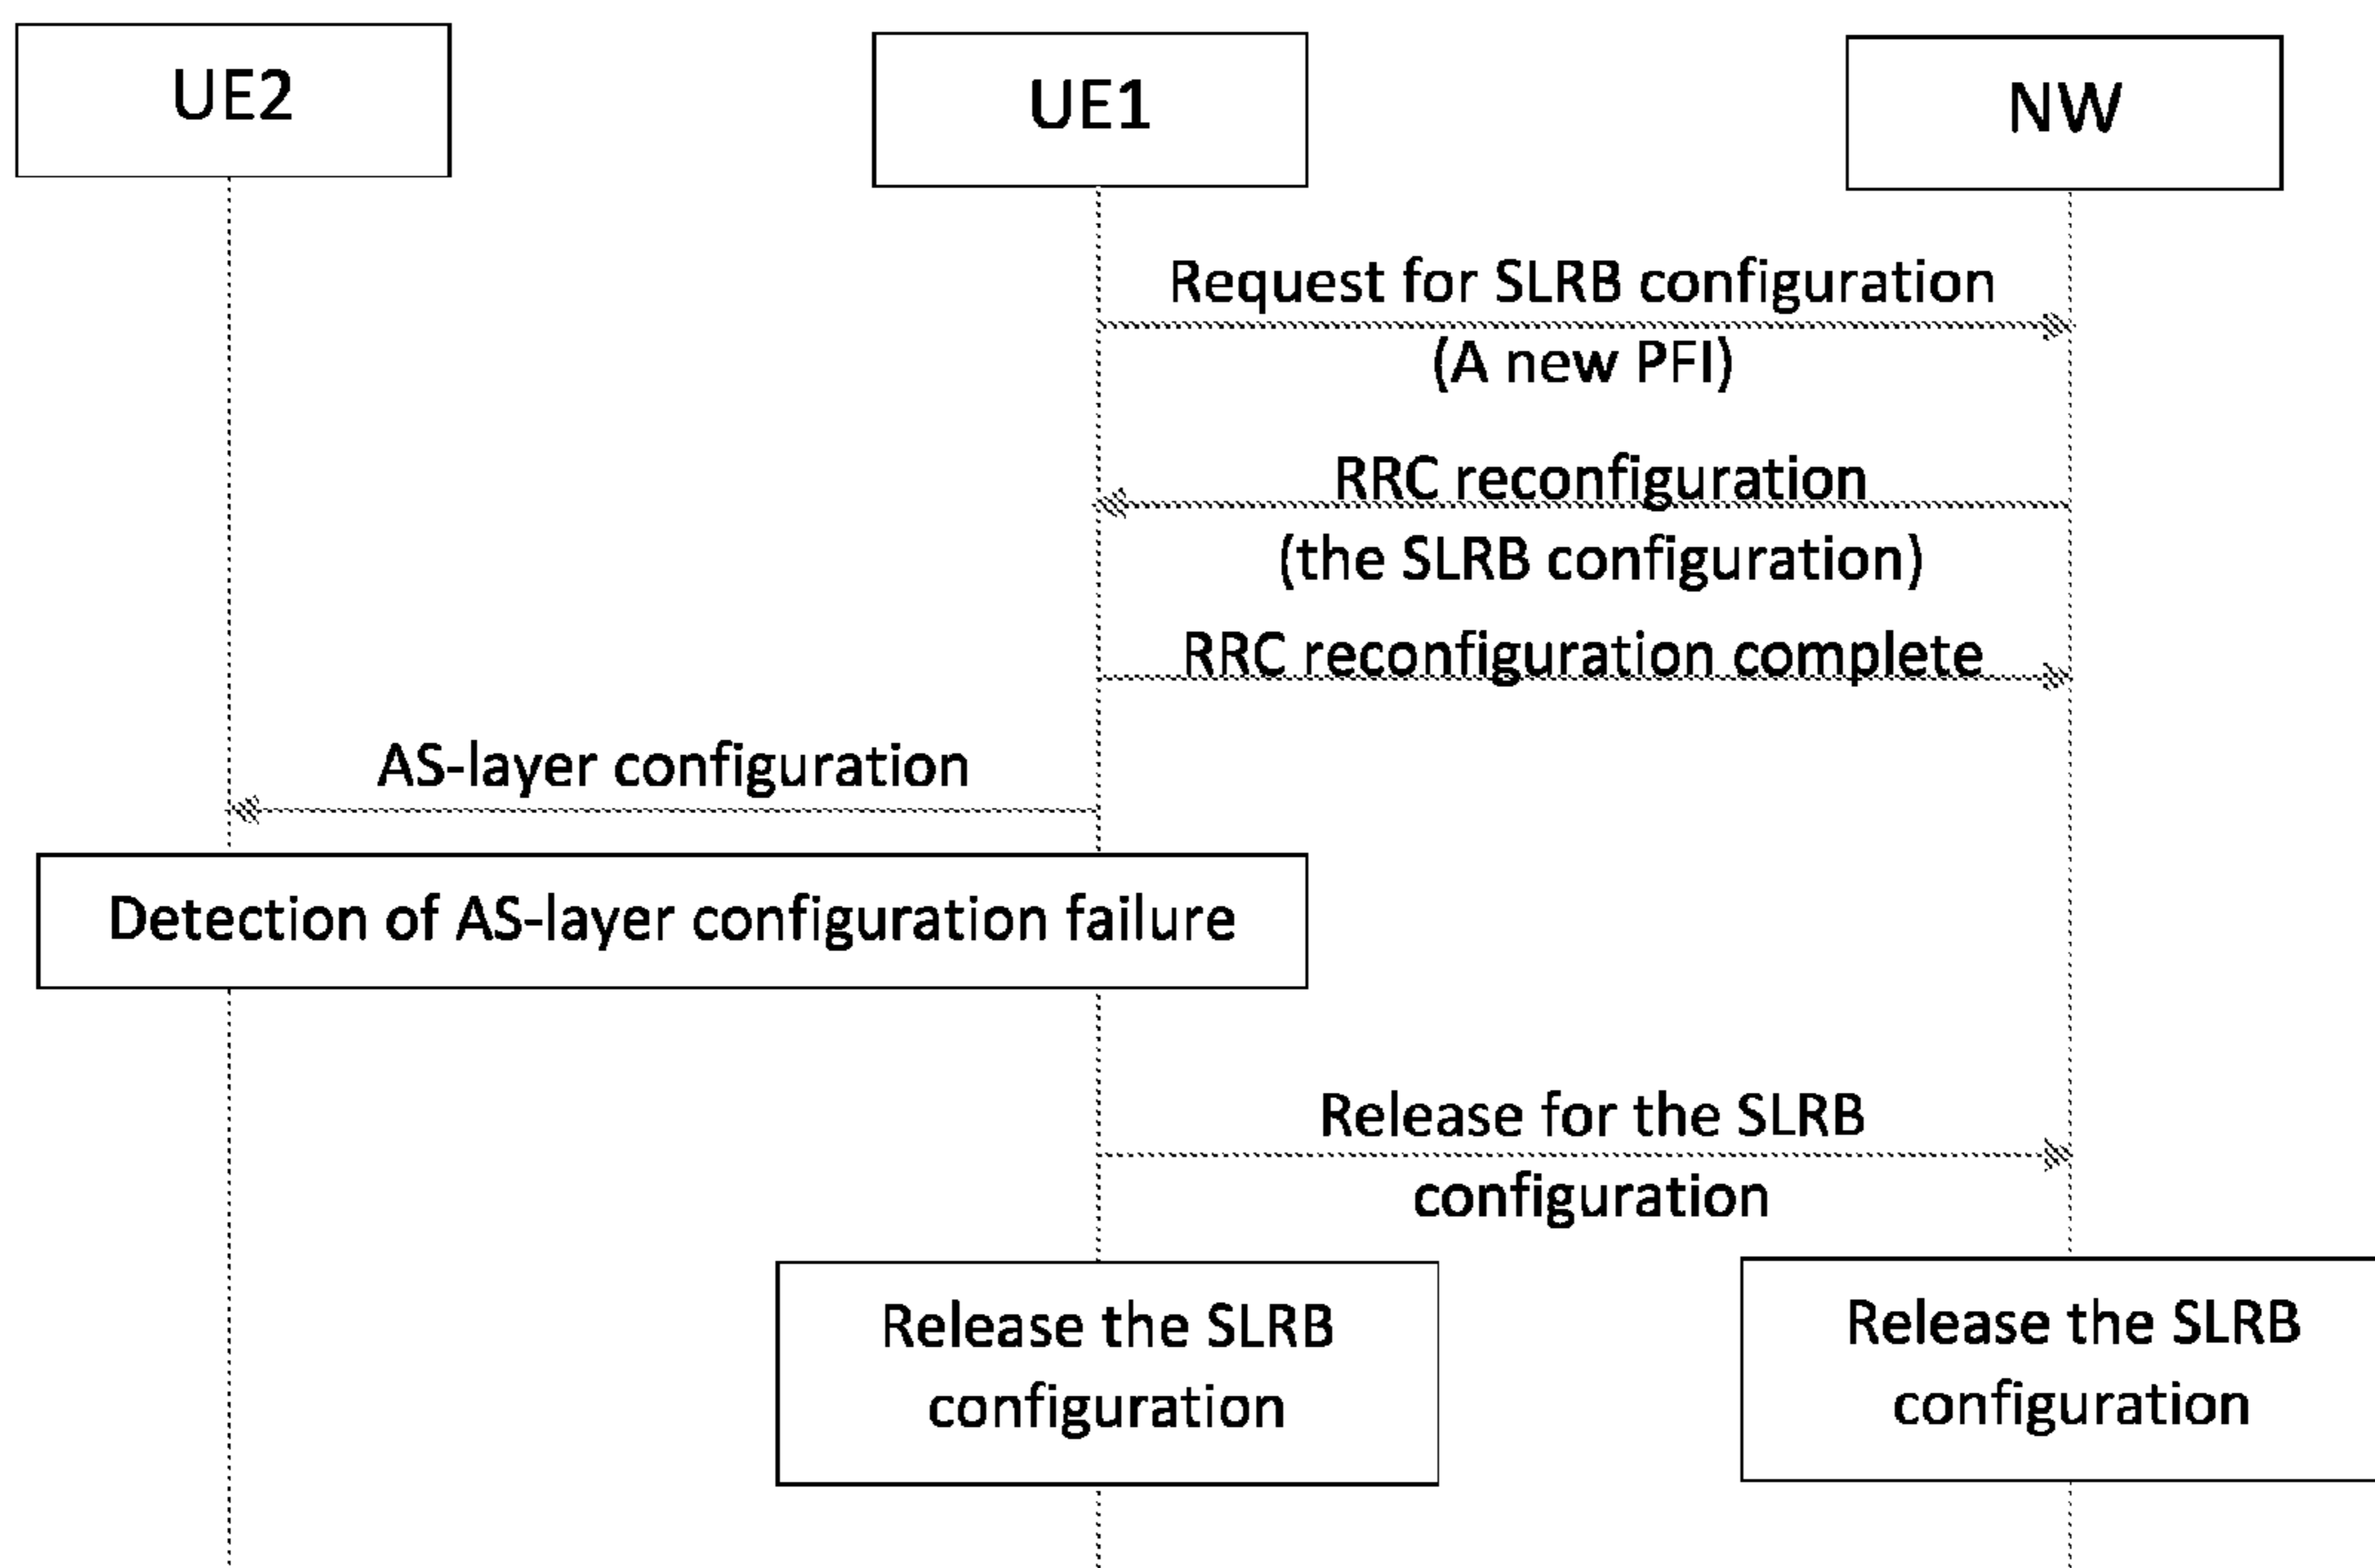 UE2
UE1
NW
Request for SLRB configuration
(A new PFI)
RRC reconfiguration
(the SLRB configuration)
RRC reconfiguration complete
AS-layer configuration
Detection of AS-layer configuration failure
Release for the SLRB
configuration
Release the SLRB
configuration
Release the SLRB
configuration